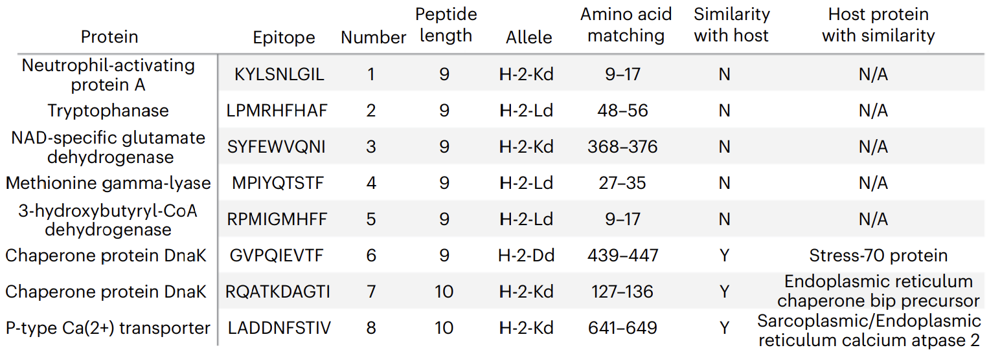 Protein Epitope Number Peptide length Allele Amino acid matching Similarity with host Host protein with similarity
Neutrophil-activating protein A KYLSNLGIL 1 9 H-2-Kd 9–17 N N/A
Tryptophanase LPMRHFHAF 2 9 H-2-Ld 48–56 N N/A
NAD-specific glutamate dehydrogenase SYFEWVQNI 3 9 H-2-Kd 368–376 N N/A
Methionine gamma-lyase MPIYQTSTF 4 9 H-2-Ld 27–35 N N/A
3-hydroxybutyryl-CoA dehydrogenase RPMIGMHFF 5 9 H-2-Ld 9–17 N N/A
Chaperone protein DnaK GVPQIEVTF 6 9 H-2-Dd 439–447 Y Stress-70 protein
Chaperone protein DnaK RQATKDAGTI 7 10 H-2-Kd 127–136 Y Endoplasmic reticulum chaperone bip precursor
P-type Ca(2+) transporter LADDNFSTIV 8 10 H-2-Kd 641–649 Y Sarcoplasmic/Endoplasmic reticulum calcium atpase 2